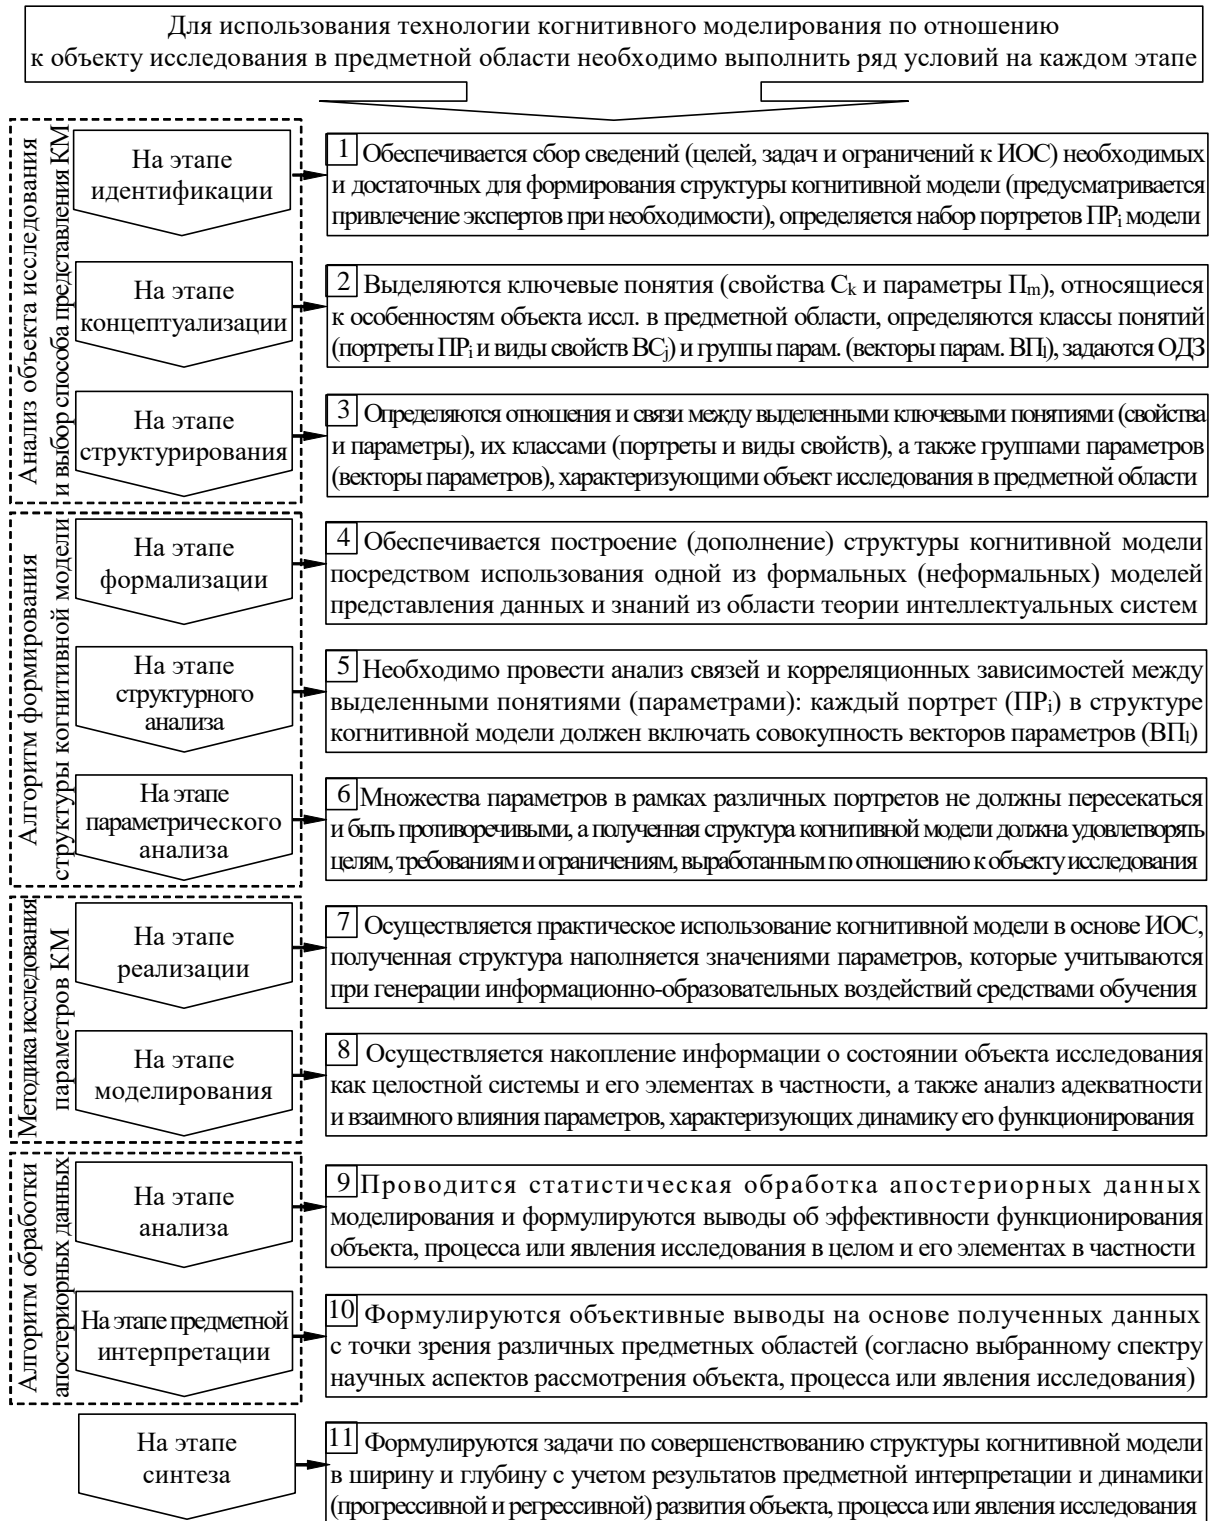 Для использования технологии когнитивного моделирования по отношению
к объекту исследования в предметной области необходимо выполнить ряд условий на каждом этапе
Анализ объекта исследования
и выбор способа представления КМ
На этапе
идентификации
1 Обеспечивается сбор сведений (целей, задач и ограничений к ИОС) необходимых
и достаточных для формирования структуры когнитивной модели (предусматривается
привлечение экспертов при необходимости), определяется набор портретов ПРi модели
На этапе
концептуализации
2 Выделяются ключевые понятия (свойства Сk и параметры Пm), относящиеся
к особенностям объекта иссл. в предметной области, определяются классы понятий
(портреты ПРi и виды свойств ВСj) и группы парам. (векторы парам. ВПl), задаются ОДЗ
На этапе
структурирования
3 Определяются отношения и связи между выделенными ключевыми понятиями (свойства
и параметры), их классами (портреты и виды свойств), а также группами параметров
(векторы параметров), характеризующими объект исследования в предметной области
Алгоритм формирования
структуры когнитивной модели
На этапе
формализации
4 Обеспечивается построение (дополнение) структуры когнитивной модели
посредством использования одной из формальных (неформальных) моделей
представления данных и знаний из области теории интеллектуальных систем
На этапе
структурного
анализа
5 Необходимо провести анализ связей и корреляционных зависимостей между
выделенными понятиями (параметрами): каждый портрет (ПРi) в структуре
когнитивной модели должен включать совокупность векторов параметров (ВПl)
На этапе
параметрического
анализа
6 Множества параметров в рамках различных портретов не должны пересекаться
и быть противоречивыми, а полученная структура когнитивной модели должна удовлетворять
целям, требованиям и ограничениям, выработанным по отношению к объекту исследования
Методика исследования
параметров КМ
На этапе
реализации
7 Осуществляется практическое использование когнитивной модели в основе ИОС,
полученная структура наполняется значениями параметров, которые учитываются
при генерации информационно-образовательных воздействий средствами обучения
На этапе
моделирования
8 Осуществляется накопление информации о состоянии объекта исследования
как целостной системы и его элементах в частности, а также анализ адекватности
и взаимного влияния параметров, характеризующих динамику его функционирования
Алгоритм обработки
апостериорных данных
На этапе
анализа
9 Проводится статистическая обработка апостериорных данных
моделирования и формулируются выводы об эффективности функционирования
объекта, процесса или явления исследования в целом и его элементах в частности
На этапе предметной
интерпретации
10 Формулируются объективные выводы на основе полученных данных
с точки зрения различных предметных областей (согласно выбранному спектру
научных аспектов рассмотрения объекта, процесса или явления исследования)
На этапе
синтеза
11 Формулируются задачи по совершенствованию структуры когнитивной модели
в ширину и глубину с учетом результатов предметной интерпретации и динамики
(прогрессивной и регрессивной) развития объекта, процесса или явления исследования